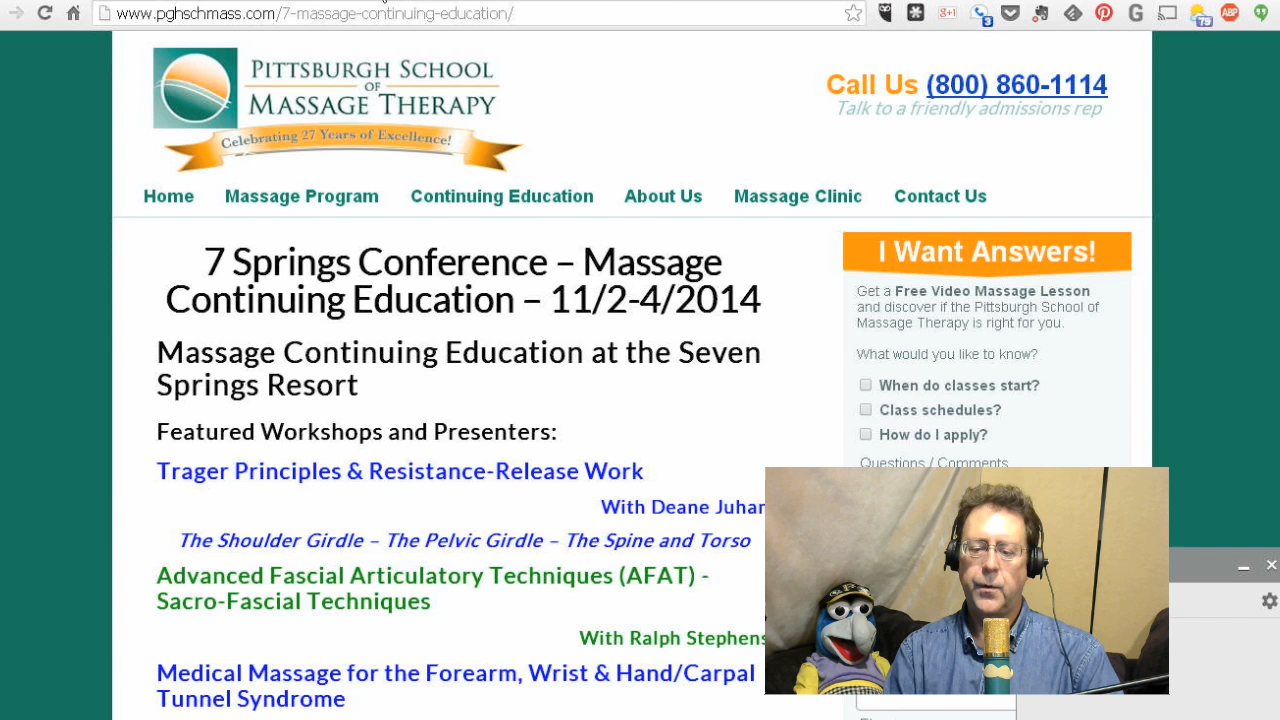 www.pghschmass.com/7-massage-continuing-education/
g+1
3
G
79
ABP
PITTSBURGH SCHOOL
OF
MASSAGE THERAPY
Celebrating 27 Years of Excellence!
Call Us (800) 860-1114
Talk to a friendly admissions rep
Home Massage Program Continuing Education About Us Massage Clinic Contact Us
7 Springs Conference – Massage
Continuing Education – 11/2-4/2014
Massage Continuing Education at the Seven
Springs Resort
Featured Workshops and Presenters:
Trager Principles & Resistance-Release Work
With Deane Juhan
The Shoulder Girdle – The Pelvic Girdle – The Spine and Torso
Advanced Fascial Articulatory Techniques (AFAT) -
Sacro-Fascial Techniques
With Ralph Stephens
Medical Massage for the Forearm, Wrist & Hand/Carpal
Tunnel Syndrome
I Want Answers!
Get a Free Video Massage Lesson
and discover if the Pittsburgh School of
Massage Therapy is right for you.
What would you like to know?
When do classes start?
Class schedules?
How do I apply?
Questions / Comments